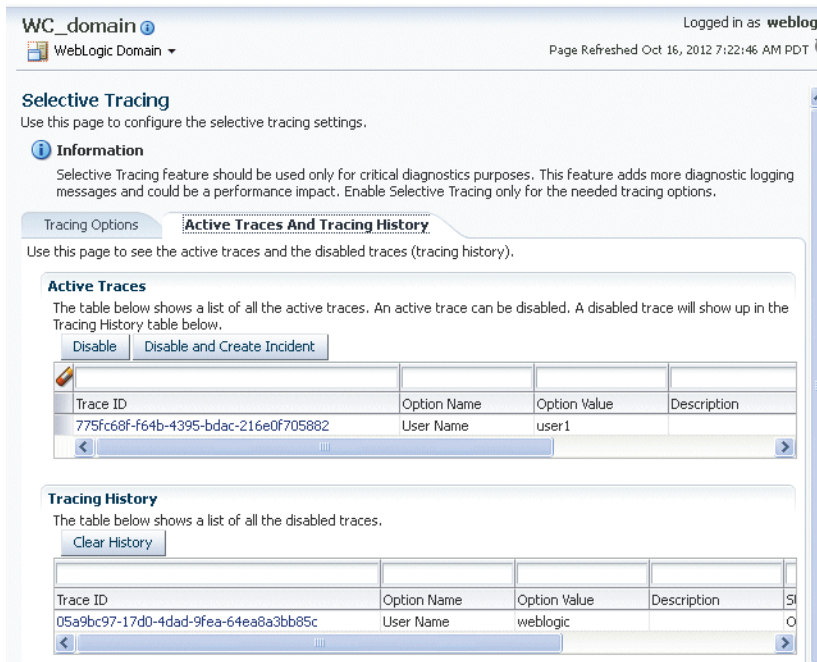 WC_domain
Logged in as weblog
WebLogic Domain
Page Refreshed Oct 16, 2012 7:22:46 AM PDT
Selective Tracing
Use this page to configure the selective tracing settings.
Information
Selective Tracing feature should be used only for critical diagnostics purposes. This feature adds more diagnostic logging
messages and could be a performance impact. Enable Selective Tracing only for the needed tracing options.
Tracing Options Active Traces And Tracing History
Use this page to see the active traces and the disabled traces (tracing history).
Active Traces
The table below shows a list of all the active traces. An active trace can be disabled. A disabled trace will show up in the
Tracing History table below.
Disable Disable and Create Incident
Trace ID Option Name Option Value Description
775fc68f-f64b-4395-bdac-216e0f705882 User Name user1
Tracing History
The table below shows a list of all the disabled traces.
Clear History
Trace ID Option Name Option Value Description
05a9bc97-17d0-4dad-9fea-64ea8a3bb85c User Name weblogic